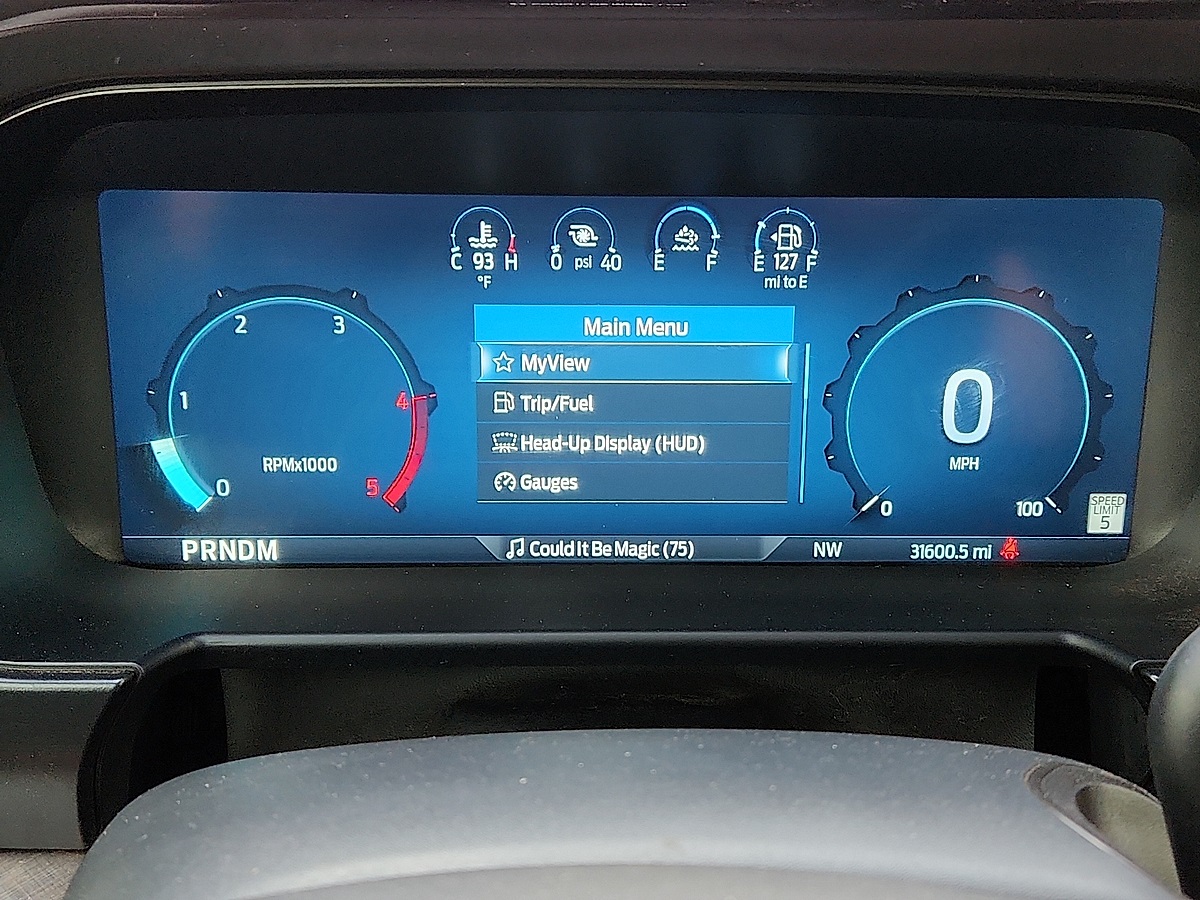 C 93 H
°F
0 psi 40
E F
E 127 F
mi to E
Main Menu
MyView
Trip/Fuel
Head-Up Display (HUD)
Gauges
0
1
2
3
4
5
RPMx1000
0
MPH
0 100
SPEED
LIMIT
5
PRNDM
Could It Be Magic (75)
NW
31600.5 mi